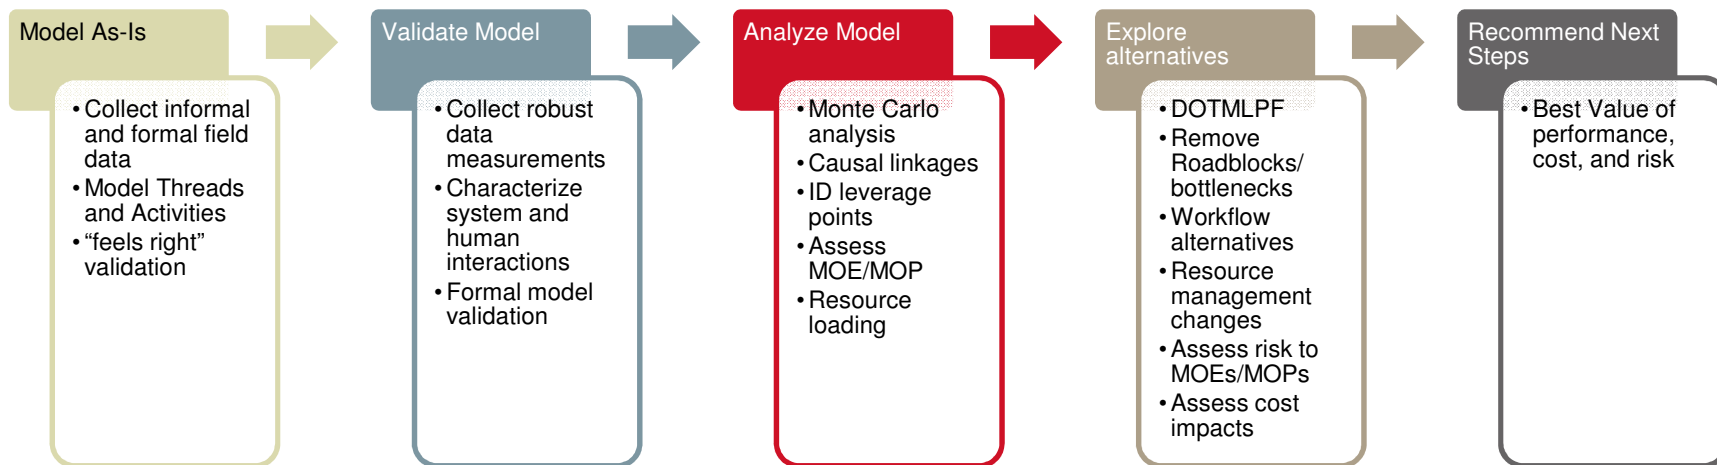 Model As-Is
• Collect informal
and formal field
data
• Model Threads
and Activities
• “feels right”
validation
Validate Model
• Collect robust
data
measurements
• Characterize
system and
human
interactions
• Formal model
validation
Analyze Model
• Monte Carlo
analysis
• Causal linkages
• ID leverage
points
• Assess
MOE/MOP
• Resource
loading
Explore
alternatives
• DOTMLPF
• Remove
Roadblocks/
bottlenecks
• Workflow
alternatives
• Resource
management
changes
• Assess risk to
MOEs/MOPs
• Assess cost
impacts
Recommend Next
Steps
• Best Value of
performance,
cost, and risk